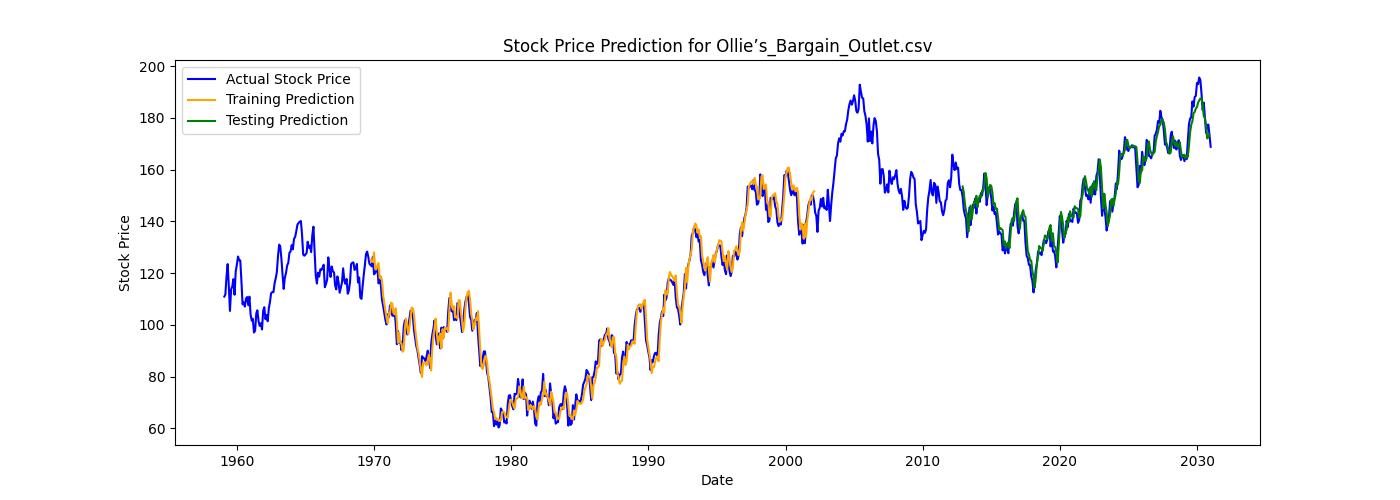 Stock Price Prediction for Ollie’s_Bargain_Outlet.csv
200
180
160
140
120
100
80
60
Stock Price
Actual Stock Price
Training Prediction
Testing Prediction
1960 1970 1980 1990 2000 2010 2020 2030
Date